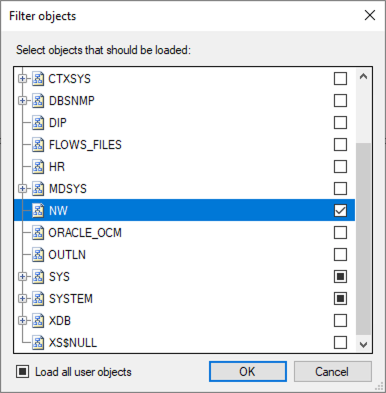 Filter objects
Select objects that should be loaded:
CTXSYS
DBSNMP
DIP
FLOWS_FILES
HR
MDSYS
NW
ORACLE_OCM
OUTLN
SYS
SYSTEM
XDB
XS$NULL
Load all user objects
OK
Cancel